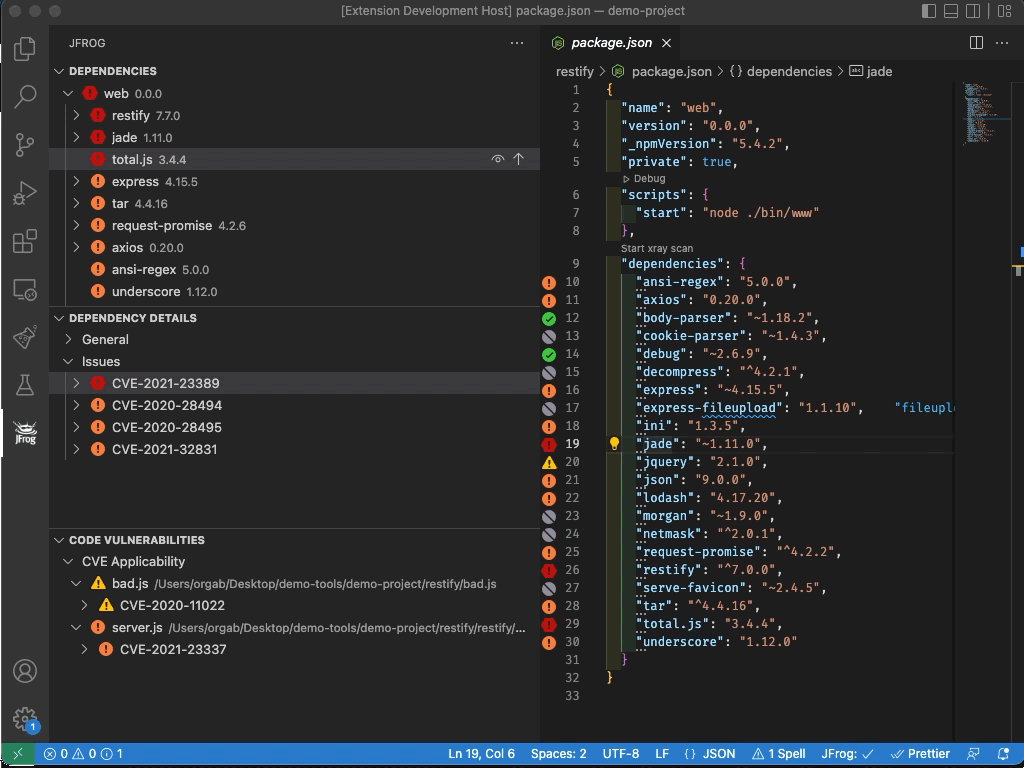 [Extension Development Host] package.json — demo-project
JFROG
DEPENDENCIES
web 0.0.0
restify 7.7.0
jade 1.11.0
total.js 3.4.4
express 4.15.5
tar 4.4.16
request-promise 4.2.6
axios 0.20.0
ansi-regex 5.0.0
underscore 1.12.0
DEPENDENCY DETAILS
General
Issues
CVE-2021-23389
CVE-2020-28494
CVE-2020-28495
CVE-2021-32831
CODE VULNERABILITIES
CVE Applicability
bad.js /Users/orgab/Desktop/demo-tools/demo-project/restify/bad.js
CVE-2020-11022
server.js /Users/orgab/Desktop/demo-tools/demo-project/restify/restify/...
CVE-2021-23337
JFrog
1
package.json
restify > package.json > {} dependencies > abc jade
1 {
2 "name": "web",
3 "version": "0.0.0",
4 "_npmVersion": "5.4.2",
5 "private": true,
Debug
6 "scripts": {
7 "start": "node ./bin/www"
8 },
Start xray scan
9 "dependencies": {
10 "ansi-regex": "5.0.0",
11 "axios": "0.20.0",
12 "body-parser": "~1.18.2",
13 "cookie-parser": "~1.4.3",
14 "debug": "~2.6.9",
15 "decompress": "^4.2.1",
16 "express": "~4.15.5",
17 "express-fileupload": "1.1.10", "fileupl
18 "ini": "1.3.5",
19 "jade": "~1.11.0",
20 "jquery": "2.1.0",
21 "json": "9.0.0",
22 "lodash": "4.17.20",
23 "morgan": "~1.9.0",
24 "netmask": "^2.0.1",
25 "request-promise": "^4.2.2",
26 "restify": "^7.0.0",
27 "serve-favicon": "~2.4.5",
28 "tar": "^4.4.16",
29 "total.js": "3.4.4",
30 "underscore": "1.12.0"
31 }
32 }
33
0 0 1
Ln 19, Col 6 Spaces: 2 UTF-8 LF {} JSON 1 Spell JFrog: ✓ Prettier